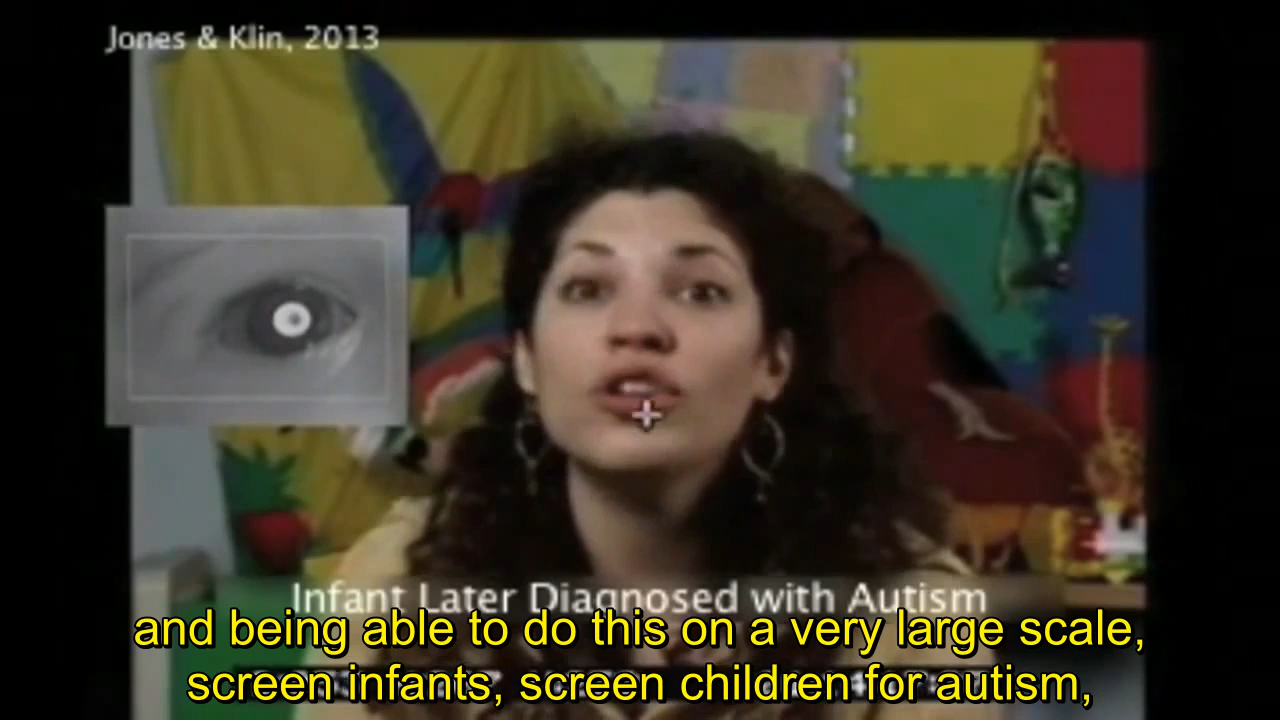 Jones & Klin, 2013
Infant Later Diagnosed with Autism
and being able to do this on a very large scale,
screen infants, screen children for autism,